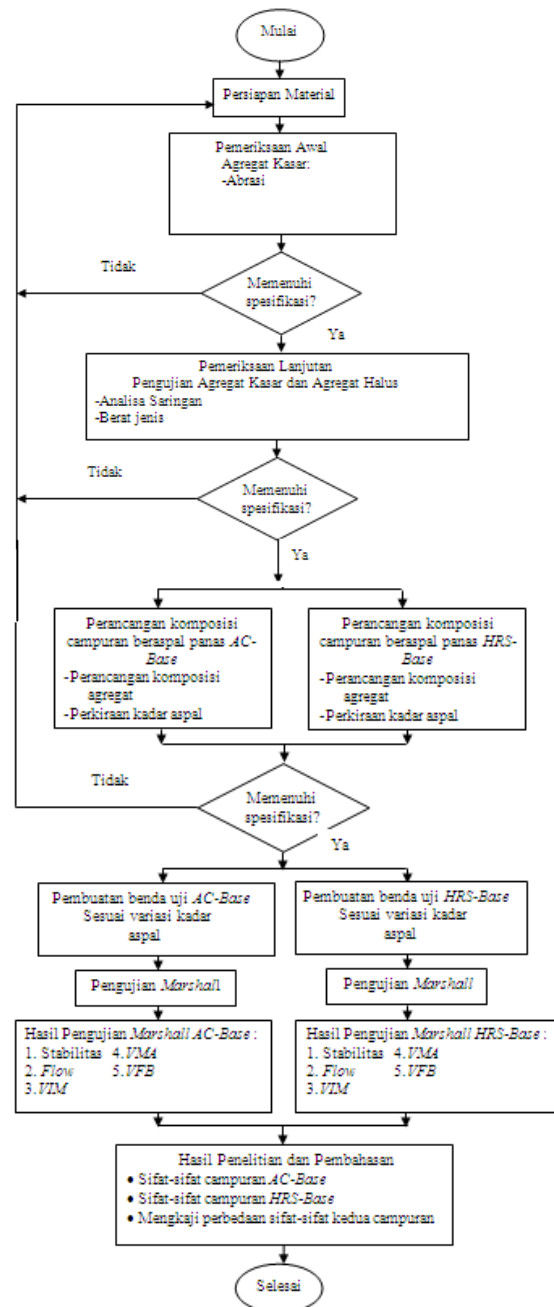 Mulai
Persiapan Material
Pemeriksaan Awal
Agregat Kasar:
-Abrasi
Tidak
Memenuhi
spesifikasi?
Ya
Pemeriksaan Lanjutan
Pengujian Agregat Kasar dan Agregat Halus
-Analisa Saringan
-Berat jenis
Tidak
Memenuhi
spesifikasi?
Ya
Perancangan komposisi
campuran beraspal panas AC-
Base
-Perancangan komposisi
agregat
-Perkiraan kadar aspal
Perancangan komposisi
campuran beraspal panas HRS-
Base
-Perancangan komposisi
agregat
-Perkiraan kadar aspal
Tidak
Memenuhi
spesifikasi?
Ya
Pembuatan benda uji AC-Base
Sesuai variasi kadar
aspal
Pembuatan benda uji HRS-Base
Sesuai variasi kadar
aspal
Pengujian Marshall
Pengujian Marshall
Hasil Pengujian Marshall AC-Base :
1. Stabilitas 4.VMA
2. Flow 5.VFB
3.VIM
Hasil Pengujian Marshall HRS-Base :
1. Stabilitas 4.VMA
2. Flow 5.VFB
3.VIM
Hasil Penelitian dan Pembahasan
• Sifat-sifat campuran AC-Base
• Sifat-sifat campuran HRS-Base
• Mengkaji perbedaan sifat-sifat kedua campuran
Selesai